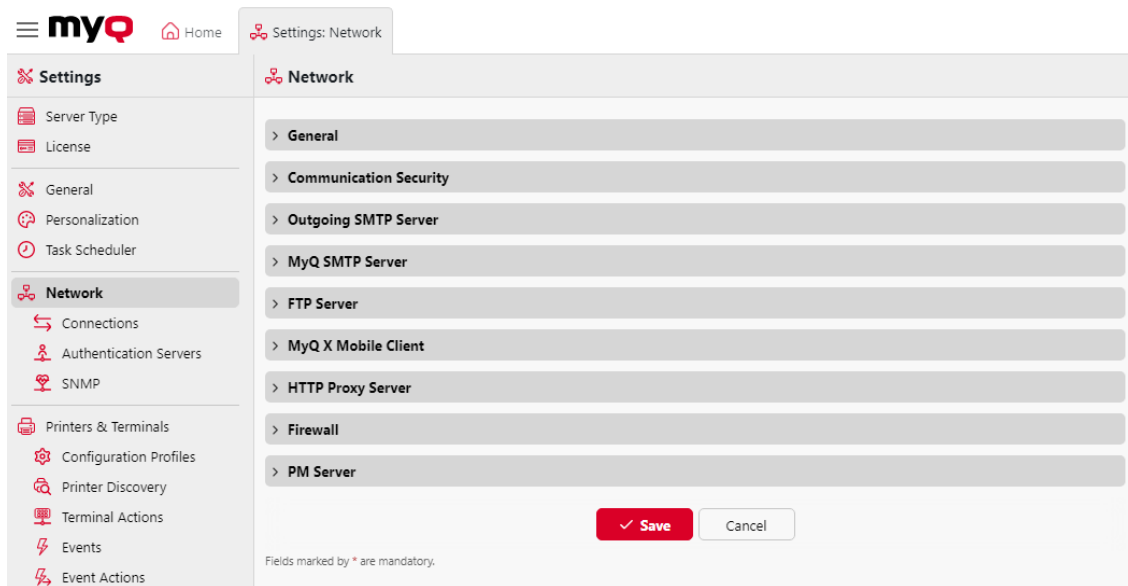 myQ
Home
Settings: Network
Settings
Network
Server Type
License
General
Personalization
Task Scheduler
Network
Connections
Authentication Servers
SNMP
Printers & Terminals
Configuration Profiles
Printer Discovery
Terminal Actions
Events
Event Actions
General
Communication Security
Outgoing SMTP Server
MyQ SMTP Server
FTP Server
MyQ X Mobile Client
HTTP Proxy Server
Firewall
PM Server
Save
Cancel
Fields marked by * are mandatory.